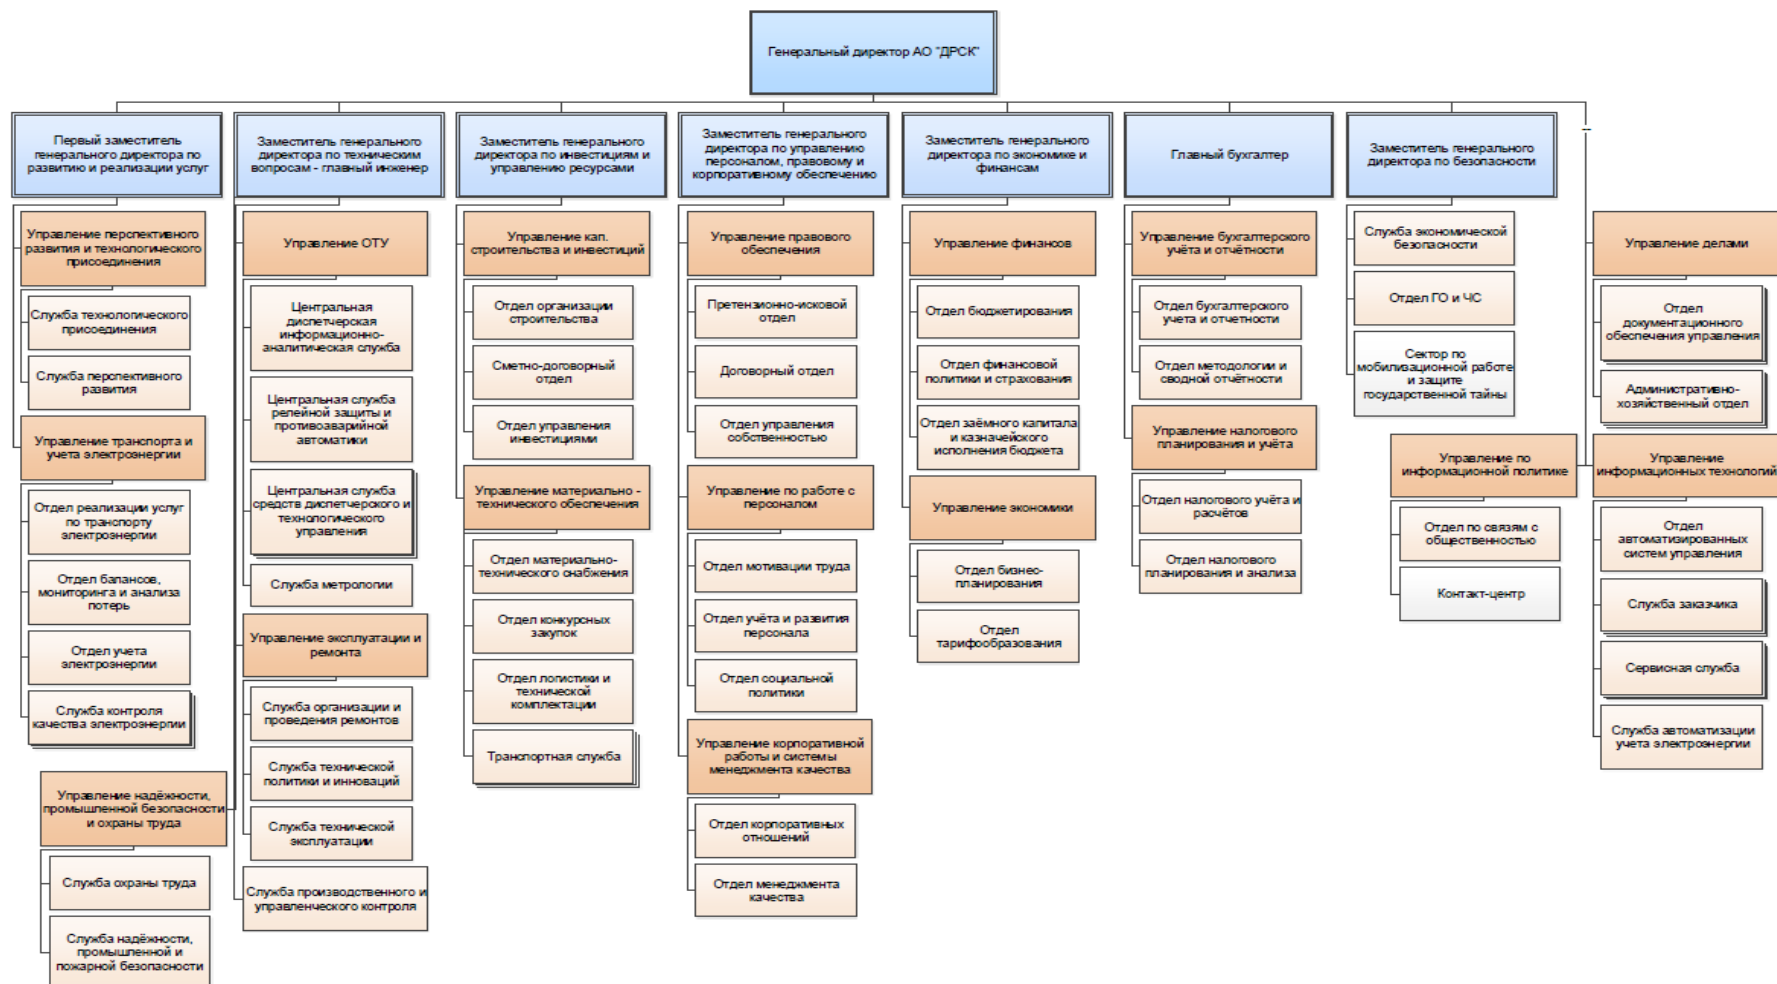 Генеральный директор АО "ДРСК"
Первый заместитель
генерального директора по
развитию и реализации услуг
Заместитель генерального
директора по техническим
вопросам - главный инженер
Заместитель генерального
директора по инвестициям и
управлению ресурсами
Заместитель генерального
директора по управлению
персоналом, правовому и
корпоративному обеспечению
Заместитель генерального
директора по экономике и
финансам
Главный бухгалтер
Заместитель генерального
директора по безопасности
Управление перспективного
развития и технологического
присоединения
Служба технологического
присоединения
Служба перспективного
развития
Управление транспорта и
учета электроэнергии
Отдел реализации услуг
по транспорту
электроэнергии
Отдел балансов,
мониторинга и анализа
потерь
Отдел учета
электроэнергии
Служба контроля
качества электроэнергии
Управление надёжности,
промышленной безопасности
и охраны труда
Служба охраны труда
Служба надёжности,
промышленной и
пожарной безопасности
Управление ОТУ
Центральная
диспетчерская
информационно-
аналитическая служба
Центральная служба
релейной защиты и
противоаварийной
автоматики
Центральная служба
средств диспетчерского и
технологического
управления
Служба метрологии
Управление эксплуатации и
ремонта
Служба организации и
проведения ремонтов
Служба технической
политики и инноваций
Служба технической
эксплуатации
Служба производственного и
управленческого контроля
Управление кап.
строительства и инвестиций
Отдел организации
строительства
Сметно-договорный
отдел
Отдел управления
инвестициями
Управление материально -
технического обеспечения
Отдел материально-
технического снабжения
Отдел конкурсных
закупок
Отдел логистики и
технической
комплектации
Транспортная служба
Управление правового
обеспечения
Претензионно-исковой
отдел
Договорный отдел
Отдел управления
собственностью
Управление по работе с
персоналом
Отдел мотивации труда
Отдел учёта и развития
персонала
Отдел социальной
политики
Управление корпоративной
работы и системы
менеджмента качества
Отдел корпоративных
отношений
Отдел менеджмента
качества
Управление финансов
Отдел бюджетирования
Отдел финансовой
политики и страхования
Отдел заёмного капитала
и казначейского
исполнения бюджета
Управление экономики
Отдел бизнес-
планирования
Отдел
тарифообразования
Управление бухгалтерского
учёта и отчётности
Отдел бухгалтерского
учета и отчетности
Отдел методологии и
сводной отчётности
Управление налогового
планирования и учёта
Отдел налогового учёта и
расчётов
Отдел налогового
планирования и анализа
Служба экономической
безопасности
Отдел ГО и ЧС
Сектор по
мобилизационной работе
и защите
государственной тайны
Управление по
информационной политике
Отдел по связям с
общественностью
Контакт-центр
Управление делами
Отдел
документационного
обеспечения управления
Административно-
хозяйственный отдел
Управление
информационных технологий
Отдел
автоматизированных
систем управления
Служба заказчика
Сервисная служба
Служба автоматизации
учета электроэнергии